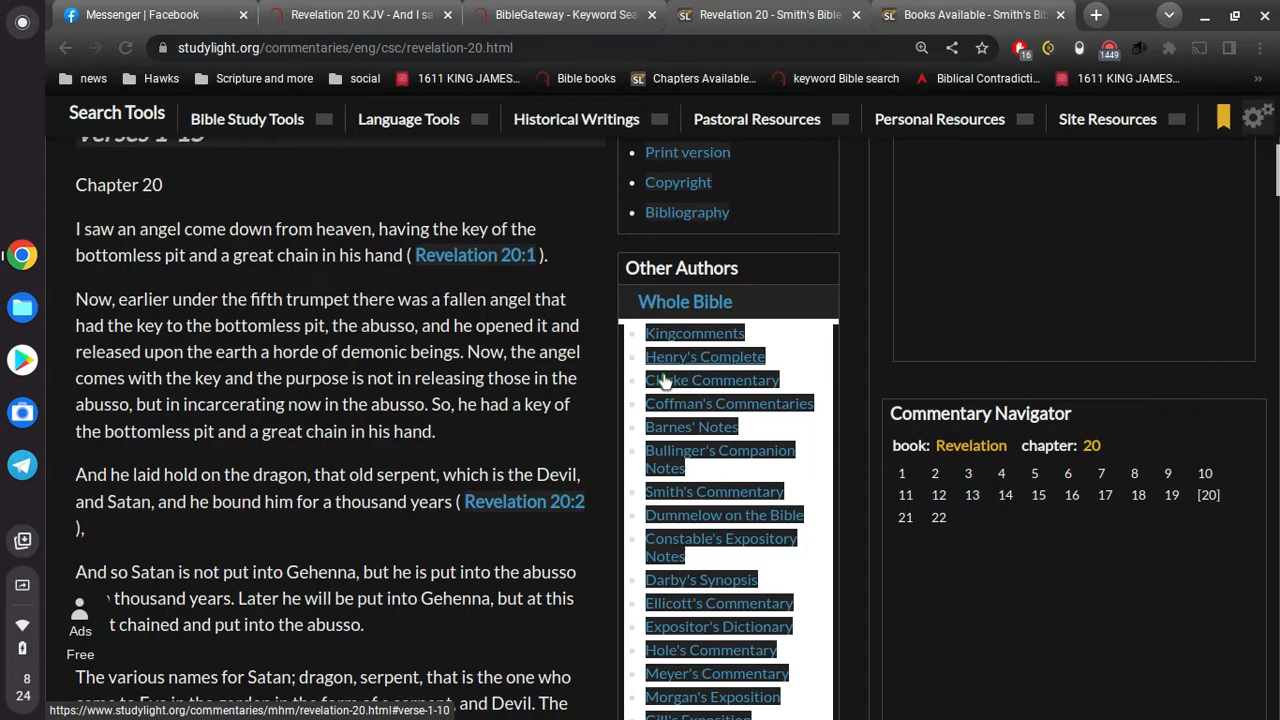 Messenger | Facebook
Revelation 20 KJV - And I sa
BibleGateway - Keyword Sea
Revelation 20 - Smith's Bible
Books Available - Smith's Bi
studylight.org/commentaries/eng/csc/revelation-20.html
16
1449
news
Hawks
Scripture and more
social
1611 KING JAMES...
Bible books
Chapters Available...
keyword Bible search
Biblical Contradicti...
1611 KING JAMES...
Search Tools
Bible Study Tools
Language Tools
Historical Writings
Pastoral Resources
Personal Resources
Site Resources
Chapter 20
I saw an angel come down from heaven, having the key of the
bottomless pit and a great chain in his hand ( Revelation 20:1 ).
Now, earlier under the fifth trumpet there was a fallen angel that
had the key to the bottomless pit, the abusso, and he opened it and
released upon the earth a horde of demonic beings. Now, the angel
comes with the key and the purpose is not in releasing those in the
abusso, but in incarcerating now in the abusso. So, he had a key of
the bottomless pit and a great chain in his hand.
And he laid hold on the dragon, that old serpent, which is the Devil,
and Satan, and he bound him for a thousand years ( Revelation 20:2
),
And so Satan is not put into Gehenna, but he is put into the abusso
thousand years. Later he will be put into Gehenna, but at this
t chained and put into the abusso.
The various names for Satan; dragon, serpent, that is the one who
and Devil. The
Ads
Free
8
24
https://www.studylight.org/commentaries/mhm/revelation-20.html#verse-1-10
Print version
Copyright
Bibliography
Other Authors
Whole Bible
Kingcomments
Henry's Complete
Clarke Commentary
Coffman's Commentaries
Barnes' Notes
Bullinger's Companion
Notes
Smith's Commentary
Dummelow on the Bible
Constable's Expository
Notes
Darby's Synopsis
Ellicott's Commentary
Expositor's Dictionary
Hole's Commentary
Meyer's Commentary
Morgan's Exposition
Gill's Exposition
Commentary Navigator
book: Revelation chapter: 20
1 2 3 4 5 6 7 8 9 10
11 12 13 14 15 16 17 18 19 [20]
21 22